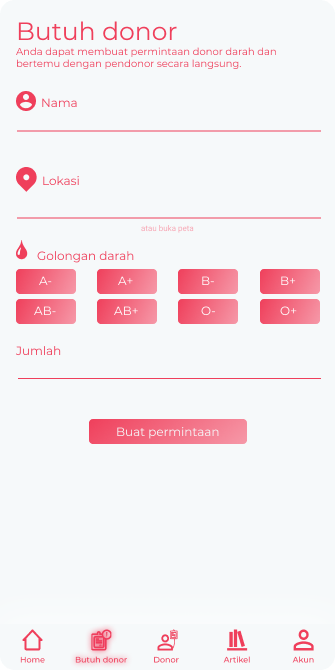 Butuh donor
Anda dapat membuat permintaan donor darah dan
bertemu dengan pendonor secara langsung.
Nama
Lokasi
atau buka peta
Golongan darah
A- A+ B- B+
AB- AB+ O- O+
Jumlah
Buat permintaan
Home Butuh donor Donor Artikel Akun